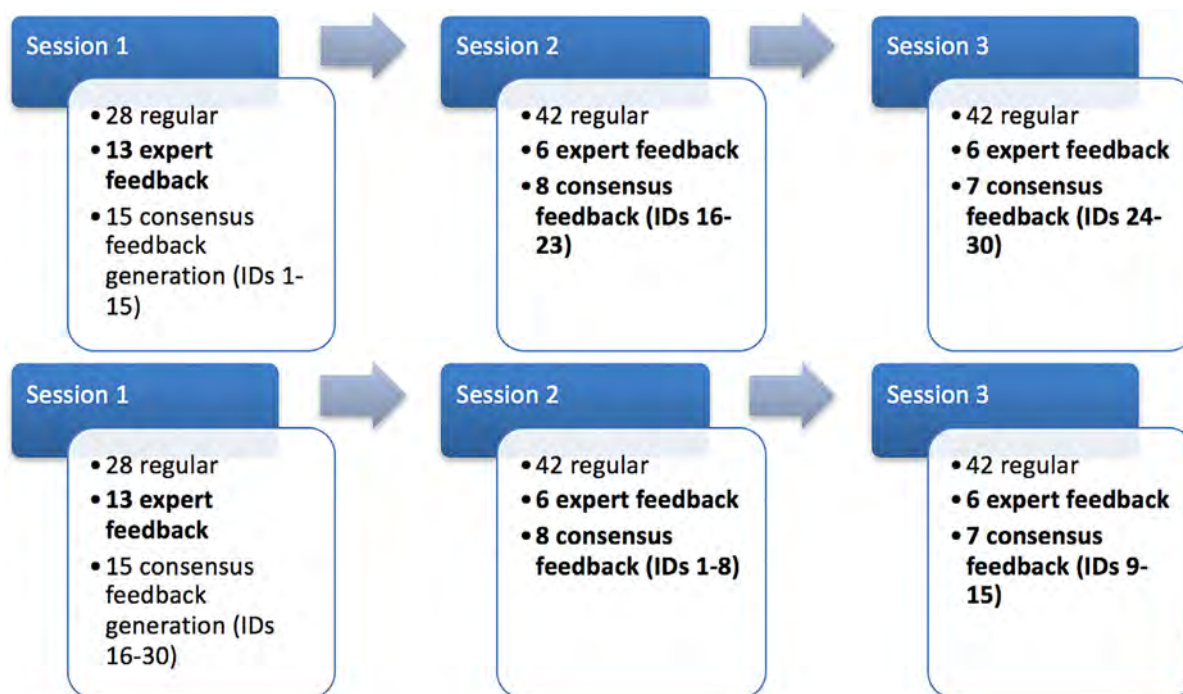 Session 1
• 28 regular
• 13 expert
feedback
• 15 consensus
feedback
generation (IDs 1-
15)
Session 2
• 42 regular
• 6 expert feedback
• 8 consensus
feedback (IDs 16-
23)
Session 3
• 42 regular
• 6 expert feedback
• 7 consensus
feedback (IDs 24-
30)
Session 1
• 28 regular
• 13 expert
feedback
• 15 consensus
feedback
generation (IDs
16-30)
Session 2
• 42 regular
• 6 expert feedback
• 8 consensus
feedback (IDs 1-8)
Session 3
• 42 regular
• 6 expert feedback
• 7 consensus
feedback (IDs 9-
15)